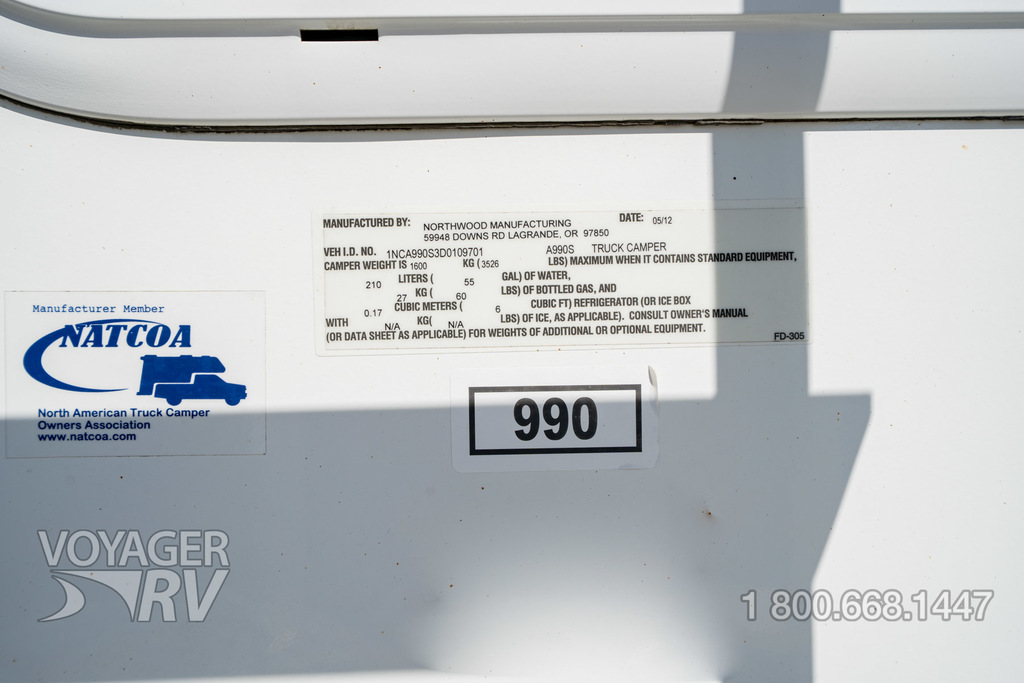 MANUFACTURED BY: NORTHWOOD MANUFACTURING DATE: 05/12
59948 DOWNS RD LAGRANDE, OR 97850
VEH I.D. NO. 1NCA990S3D0109701 A990S TRUCK CAMPER
CAMPER WEIGHT IS 1600 KG ( 3526 LBS) MAXIMUM WHEN IT CONTAINS STANDARD EQUIPMENT,
210 LITERS ( 55 GAL) OF WATER,
27 KG ( 60 LBS) OF BOTTLED GAS, AND
0.17 CUBIC METERS ( 6 CUBIC FT) REFRIGERATOR (OR ICE BOX
WITH N/A KG( N/A LBS) OF ICE, AS APPLICABLE). CONSULT OWNER'S MANUAL
(OR DATA SHEET AS APPLICABLE) FOR WEIGHTS OF ADDITIONAL OR OPTIONAL EQUIPMENT.
FD-305
Manufacturer Member
NATCOA
North American Truck Camper
Owners Association
www.natcoa.com
990
VOYAGER
RV
1 800.668.1447